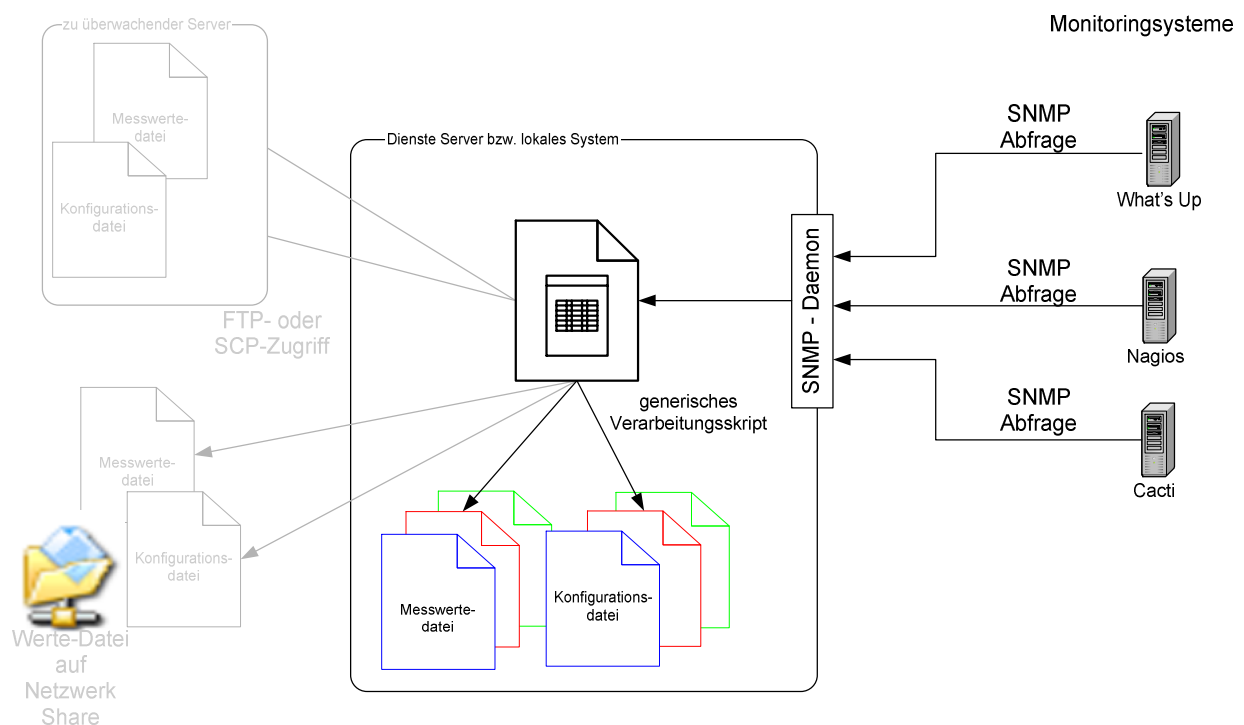 zu überwachender Server
Messwerte-
datei
Konfigurations-
datei
FTP- oder
SCP-Zugriff
Messwerte-
datei
Konfigurations-
datei
Werte-Datei
auf
Netzwerk
Share
Dienste Server bzw. lokales System
generisches
Verarbeitungsskript
Messwerte-
datei
Konfigurations-
datei
SNMP - Daemon
Monitoringsysteme
SNMP
Abfrage
What's Up
SNMP
Abfrage
Nagios
SNMP
Abfrage
Cacti